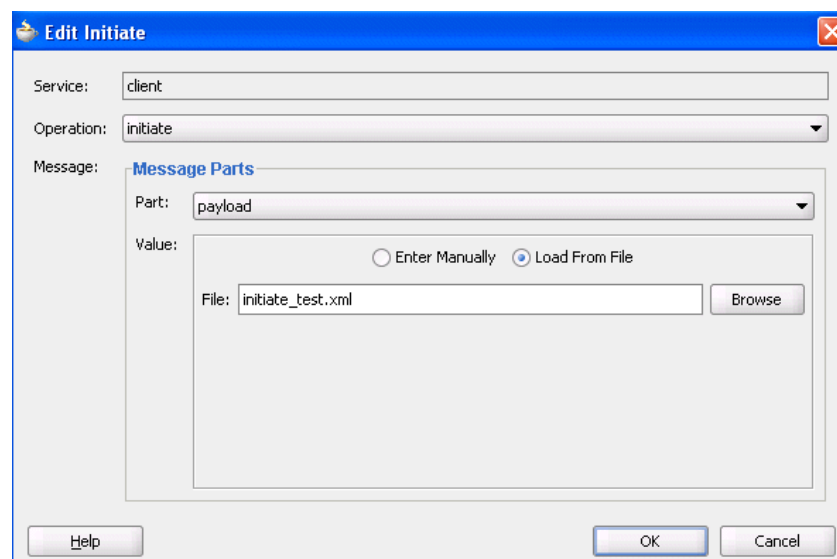 Edit Initiate
Service: client
Operation: initiate
Message: Message Parts
Part: payload
Value: Enter Manually Load From File
File: initiate_test.xml Browse
Help OK Cancel